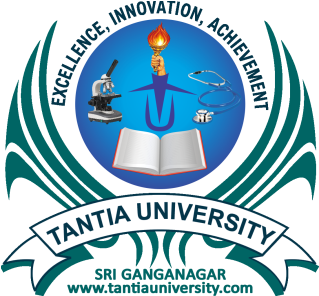 EXCELLENCE, INNOVATION, ACHIEVEMENT
TANTIA UNIVERSITY
SRI GANGANAGAR
www.tantiauniversity.com